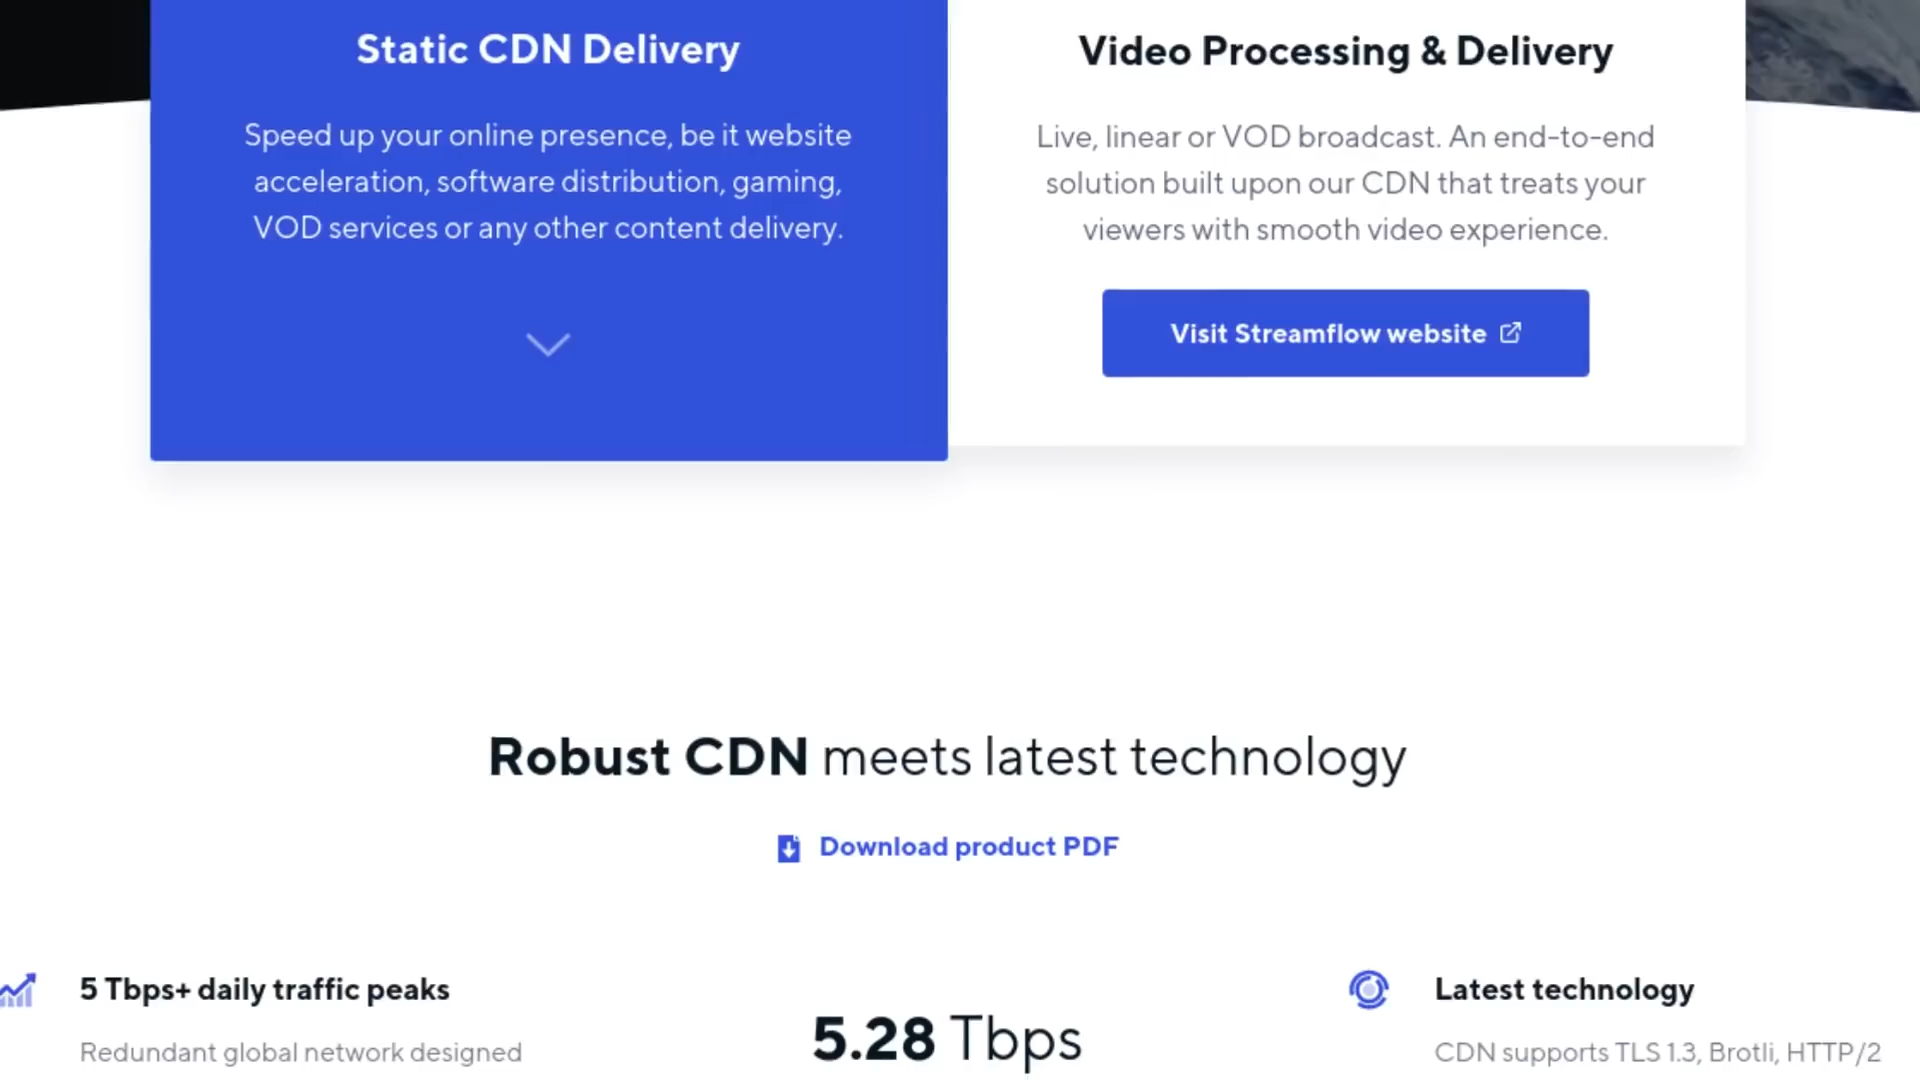 Static CDN Delivery
Speed up your online presence, be it website
acceleration, software distribution, gaming,
VOD services or any other content delivery.
Video Processing & Delivery
Live, linear or VOD broadcast. An end-to-end
solution built upon our CDN that treats your
viewers with smooth video experience.
Visit Streamflow website
Robust CDN meets latest technology
Download product PDF
5 Tbps+ daily traffic peaks
Redundant global network designed
5.28 Tbps
Latest technology
CDN supports TLS 1.3, Brotli, HTTP/2